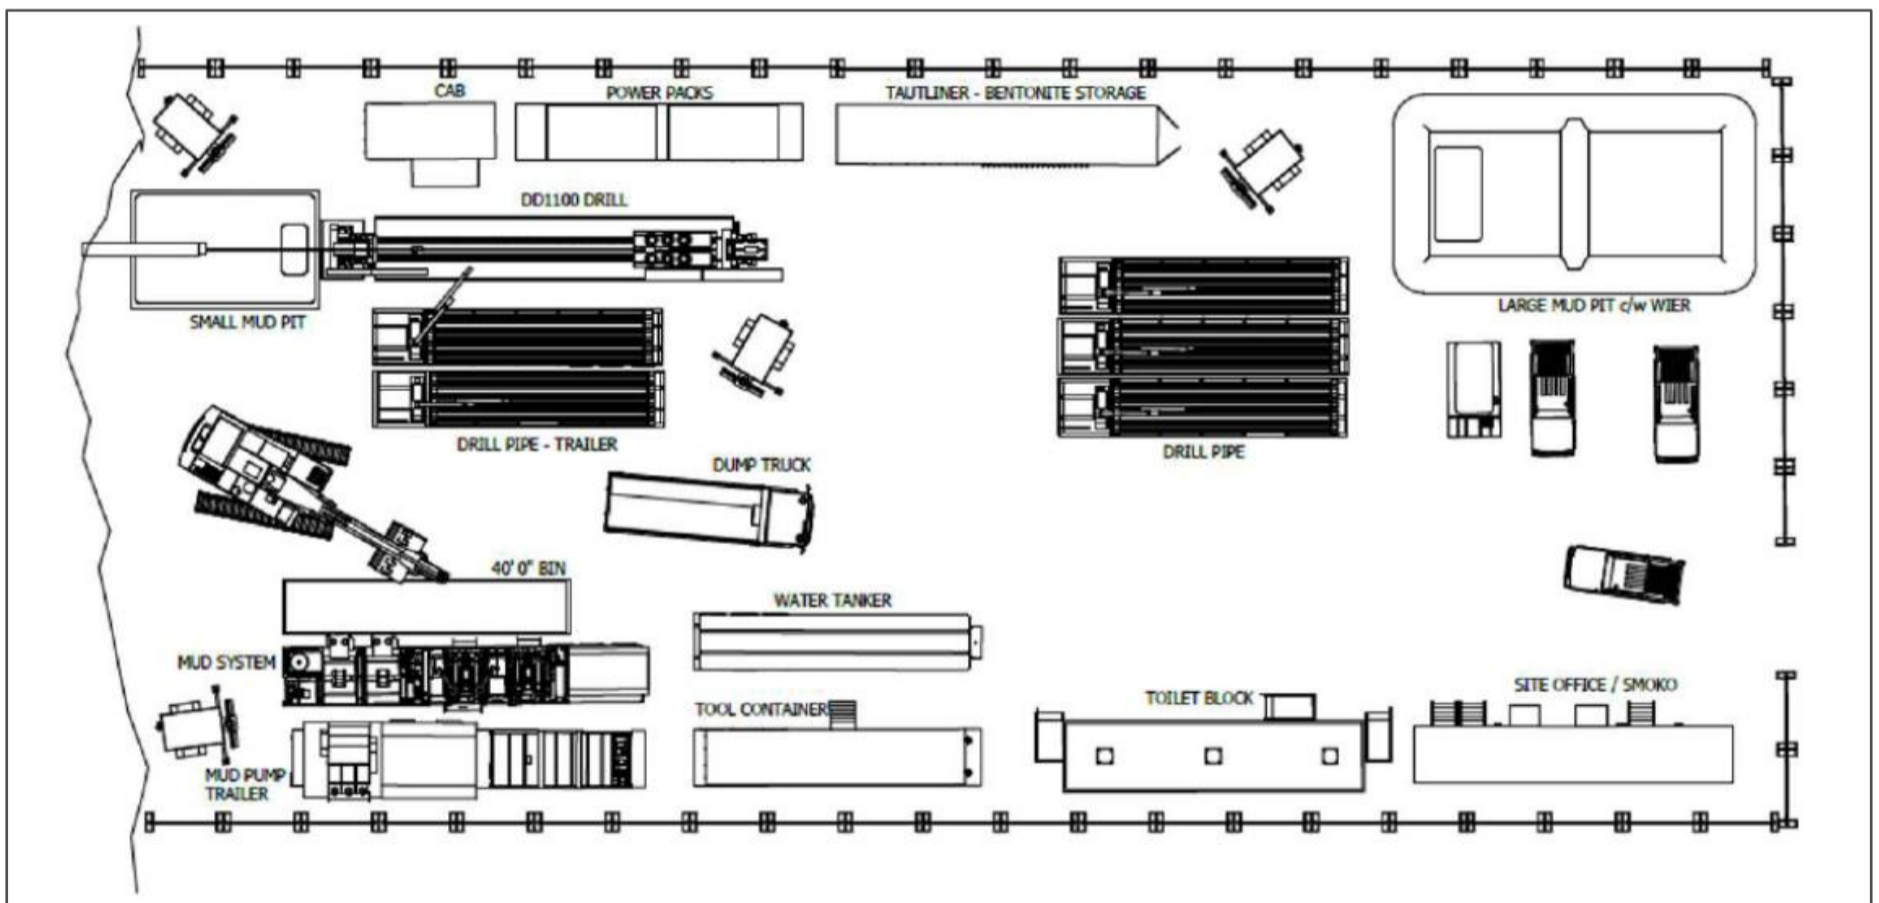 CAB
POWER PACKS
TAUTLINER - BENTONITE STORAGE
DD1100 DRILL
SMALL MUD PIT
LARGE MUD PIT c/w WIER
DRILL PIPE - TRAILER
DRILL PIPE
DUMP TRUCK
40' 0" BIN
WATER TANKER
MUD SYSTEM
SITE OFFICE / SMOKO
TOILET BLOCK
TOOL CONTAINER
MUD PUMP
TRAILER